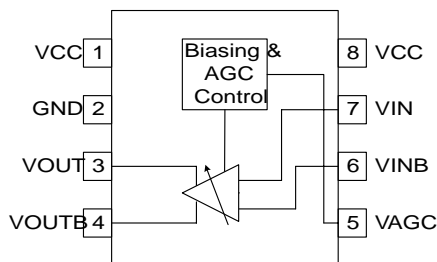 VCC 1
GND 2
VOUT 3
VOUTB 4
Biasing &
AGC
Control
8 VCC
7 VIN
6 VINB
5 VAGC